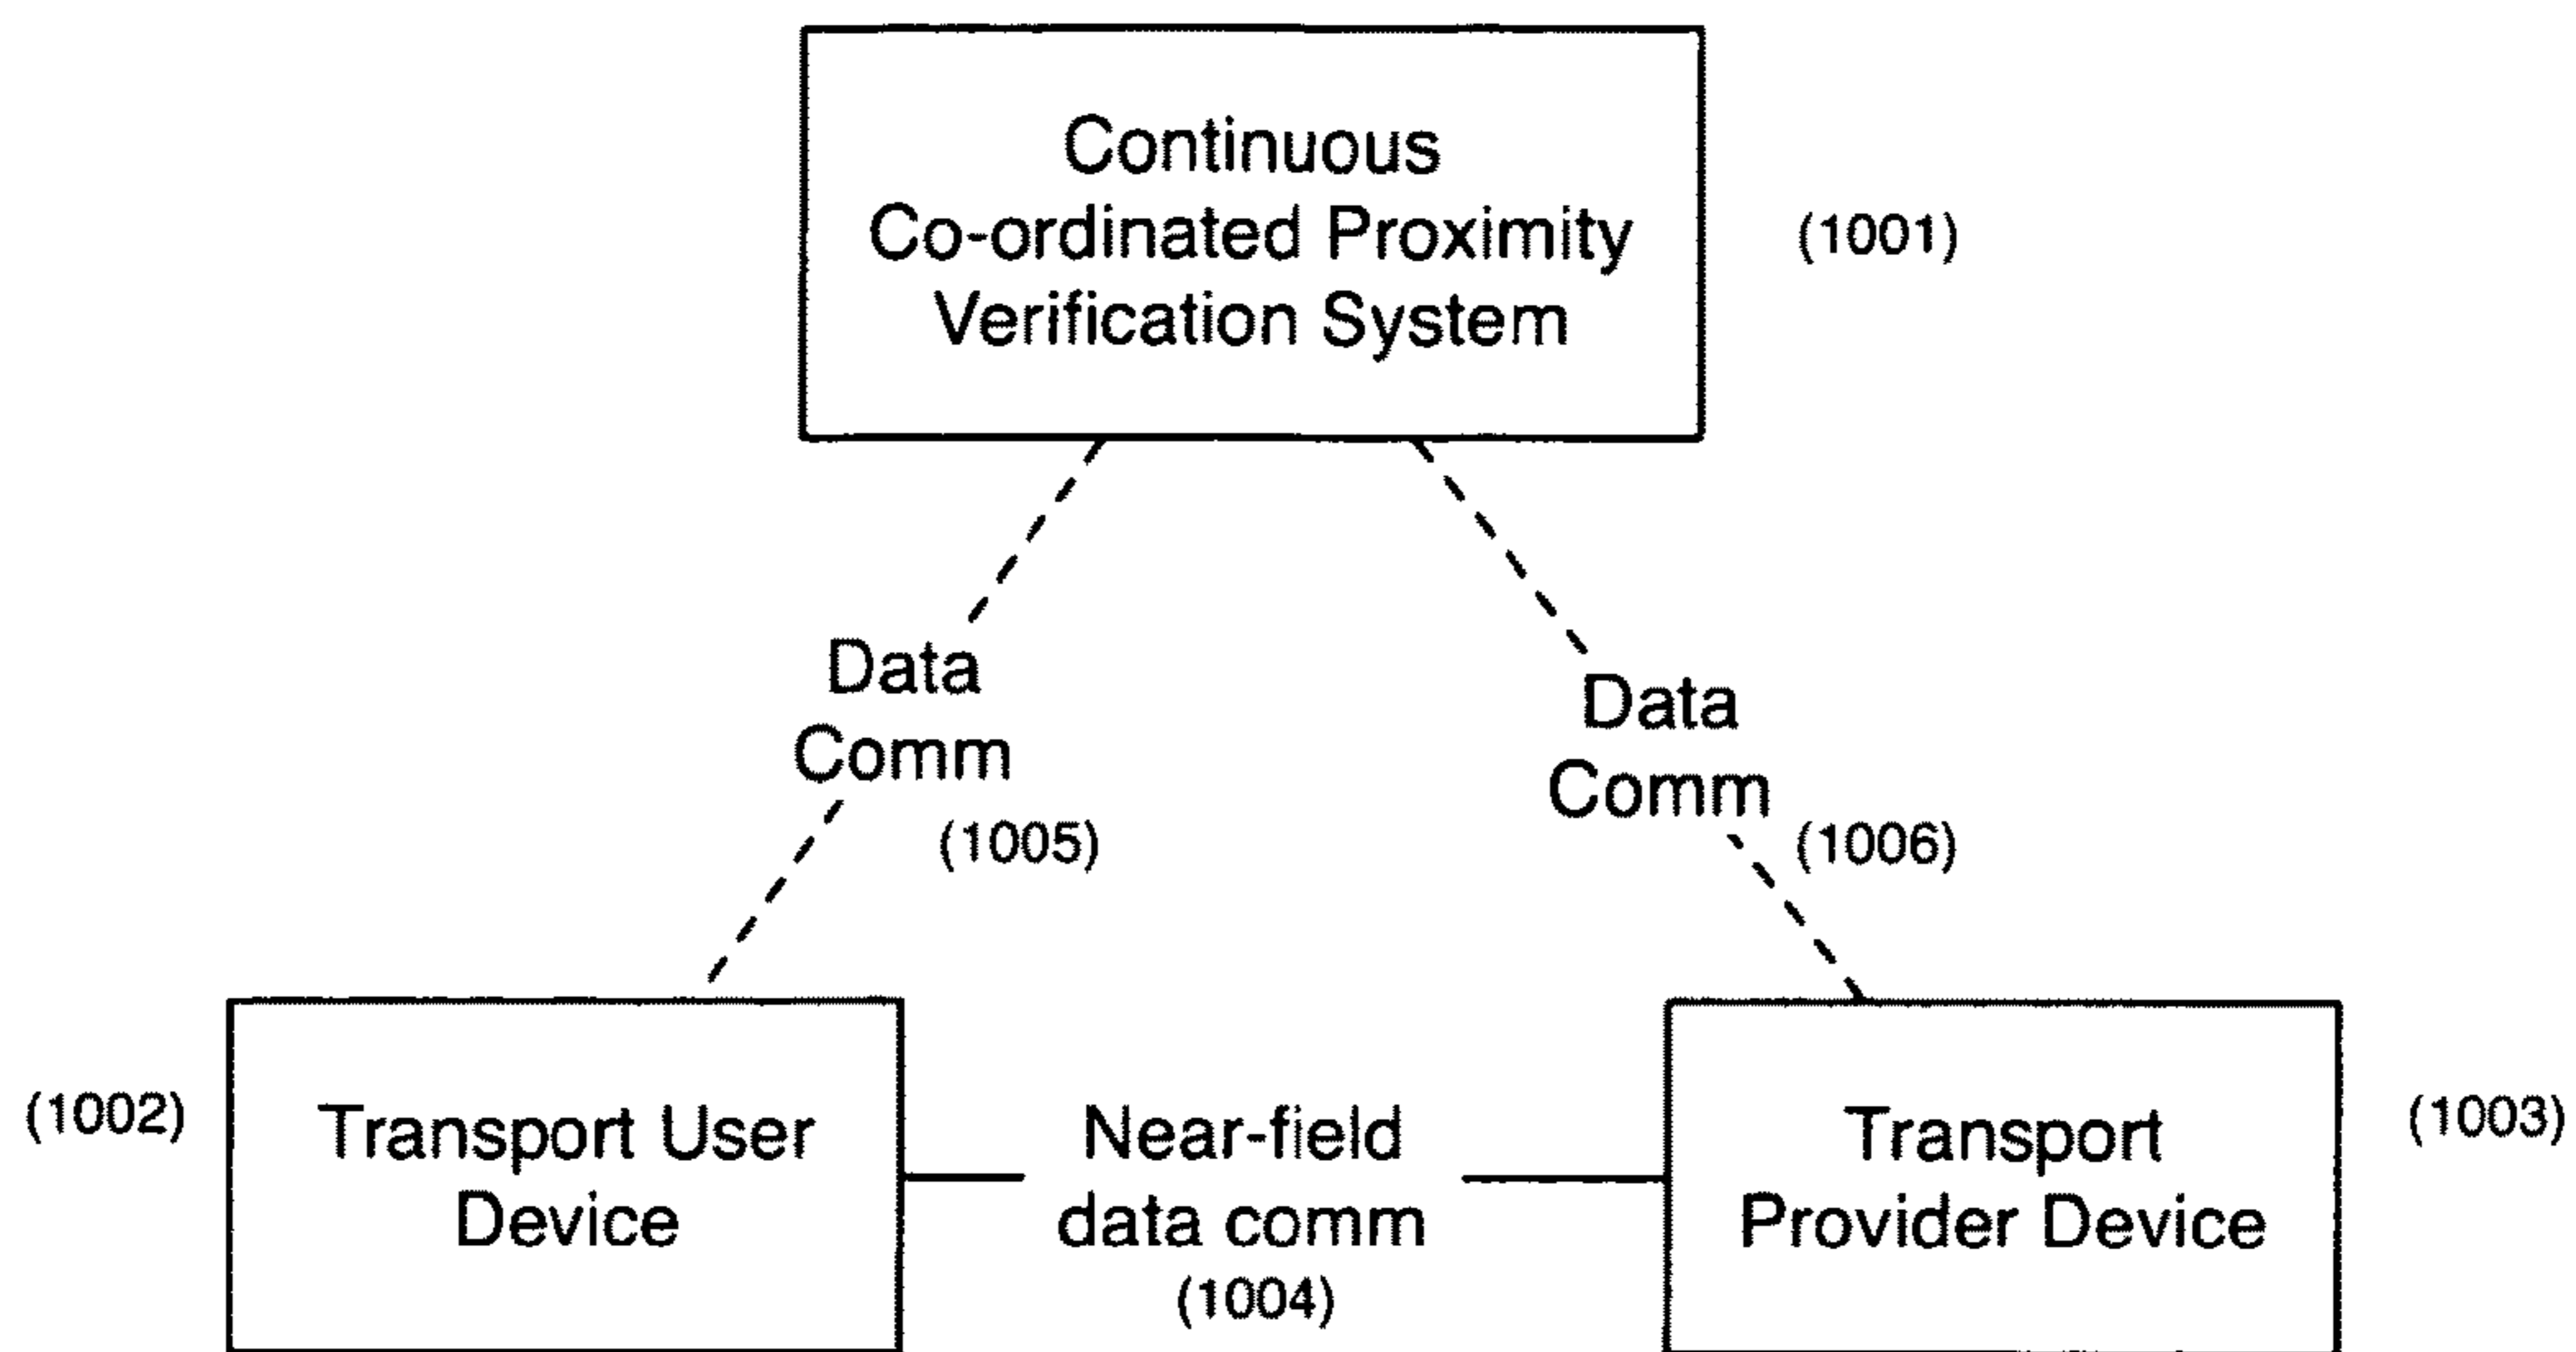 Continuous
Co-ordinated Proximity
Verification System
(1001)
Data
Comm
(1005)
Data
Comm
(1006)
(1002)
Transport User
Device
Near-field
data comm
(1004)
Transport
Provider Device
(1003)